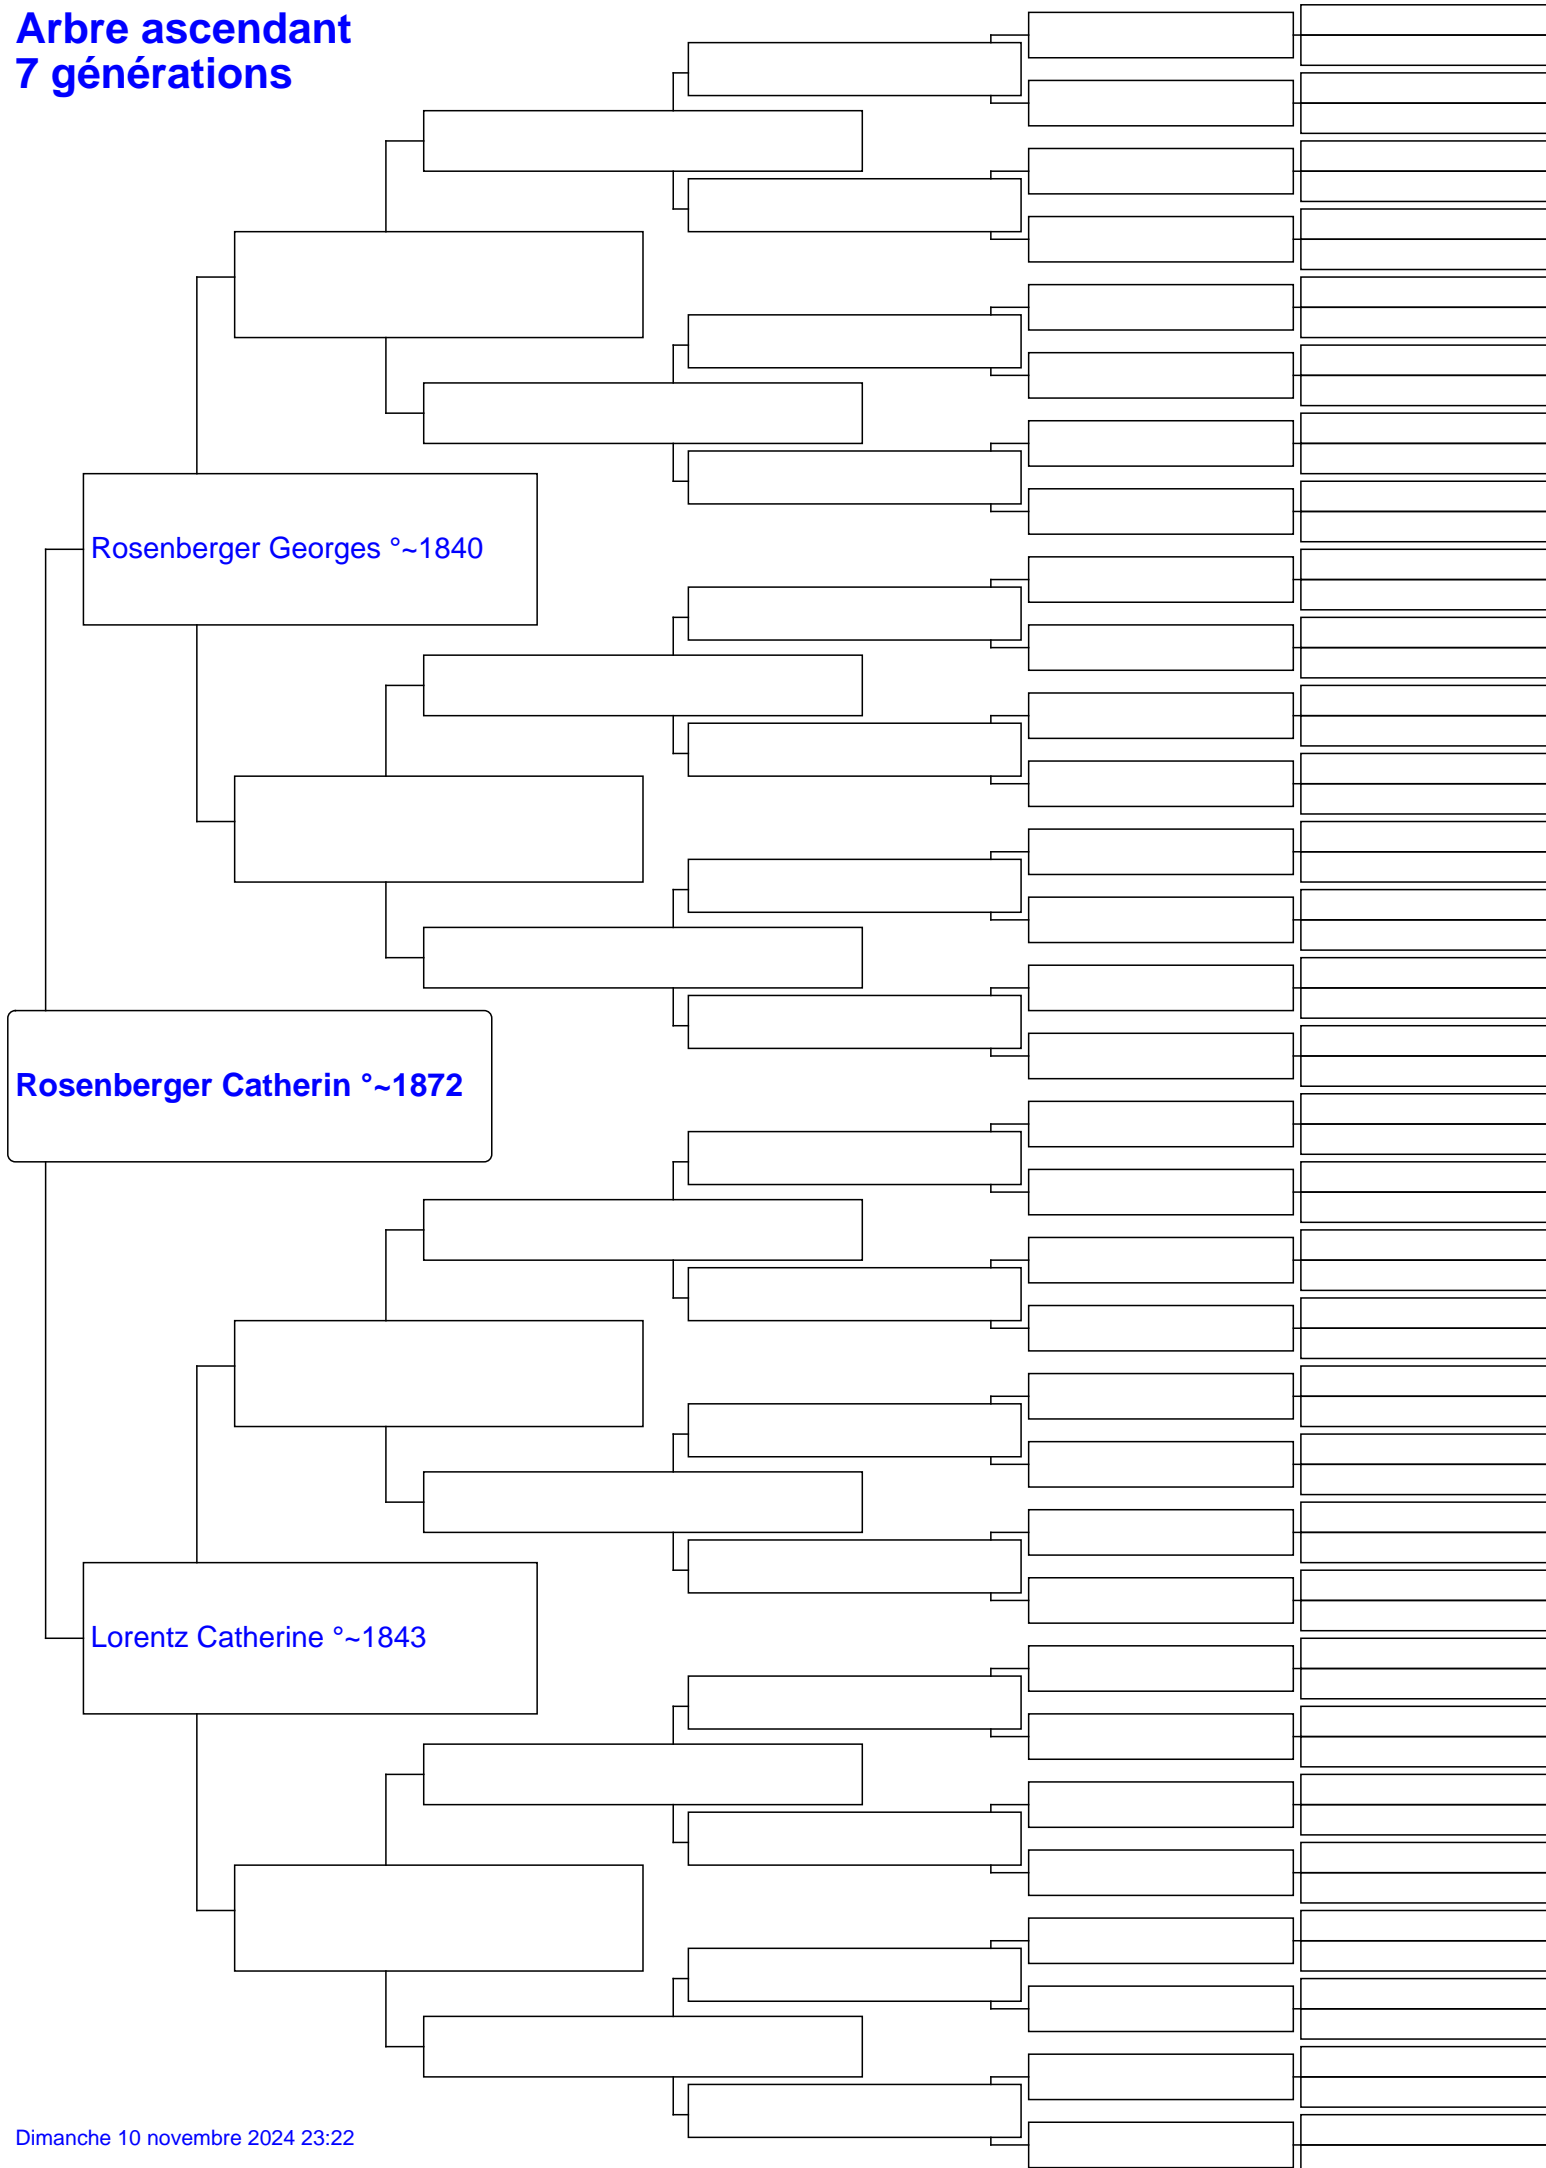 Arbre ascendant
7 générations
Rosenberger Georges °~1840
Rosenberger Catherin °~1872
Lorentz Catherine °~1843
Dimanche 10 novembre 2024 23:22